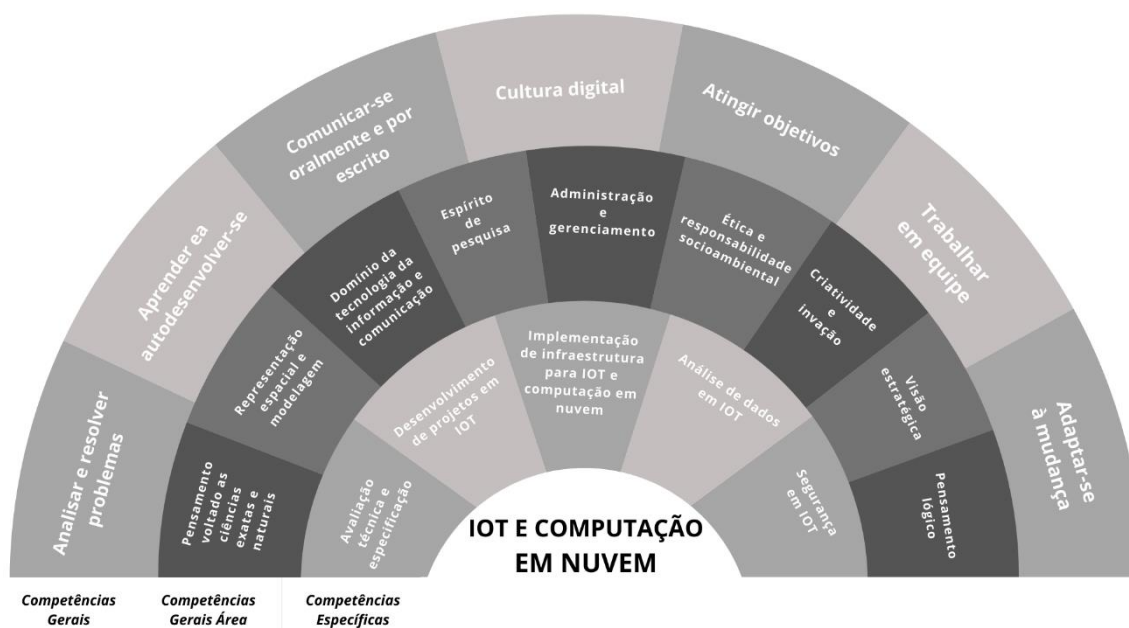 Analisar e resolver
problemas
Aprender ea
autodesenvolver-se
Comunicar-se
oralmente e por
escrito
Cultura digital
Atingir objetivos
Trabalhar
em equipe
Adaptar-se
à mudança
Pensamento
voltado as
ciências
exatas e
naturais
Representação
espacial e
modelagem
Domínio da
tecnologia da
informação e
comunicação
Espírito
de
pesquisa
Administração
e
gerenciamento
Ética e
responsabilidade
socioambiental
Criatividade
e
invação
Visão
estratégica
Pensamento
lógico
Avaliação
técnica e
especificação
Desenvolvimento
de projetos em
IOT
Implementação
de infraestrutura
para IOT e
computação em
nuvem
Análise de dados
em IOT
Segurança
em IOT
IOT E COMPUTAÇÃO
EM NUVEM
Competências
Gerais
Competências
Gerais Área
Competências
Específicas